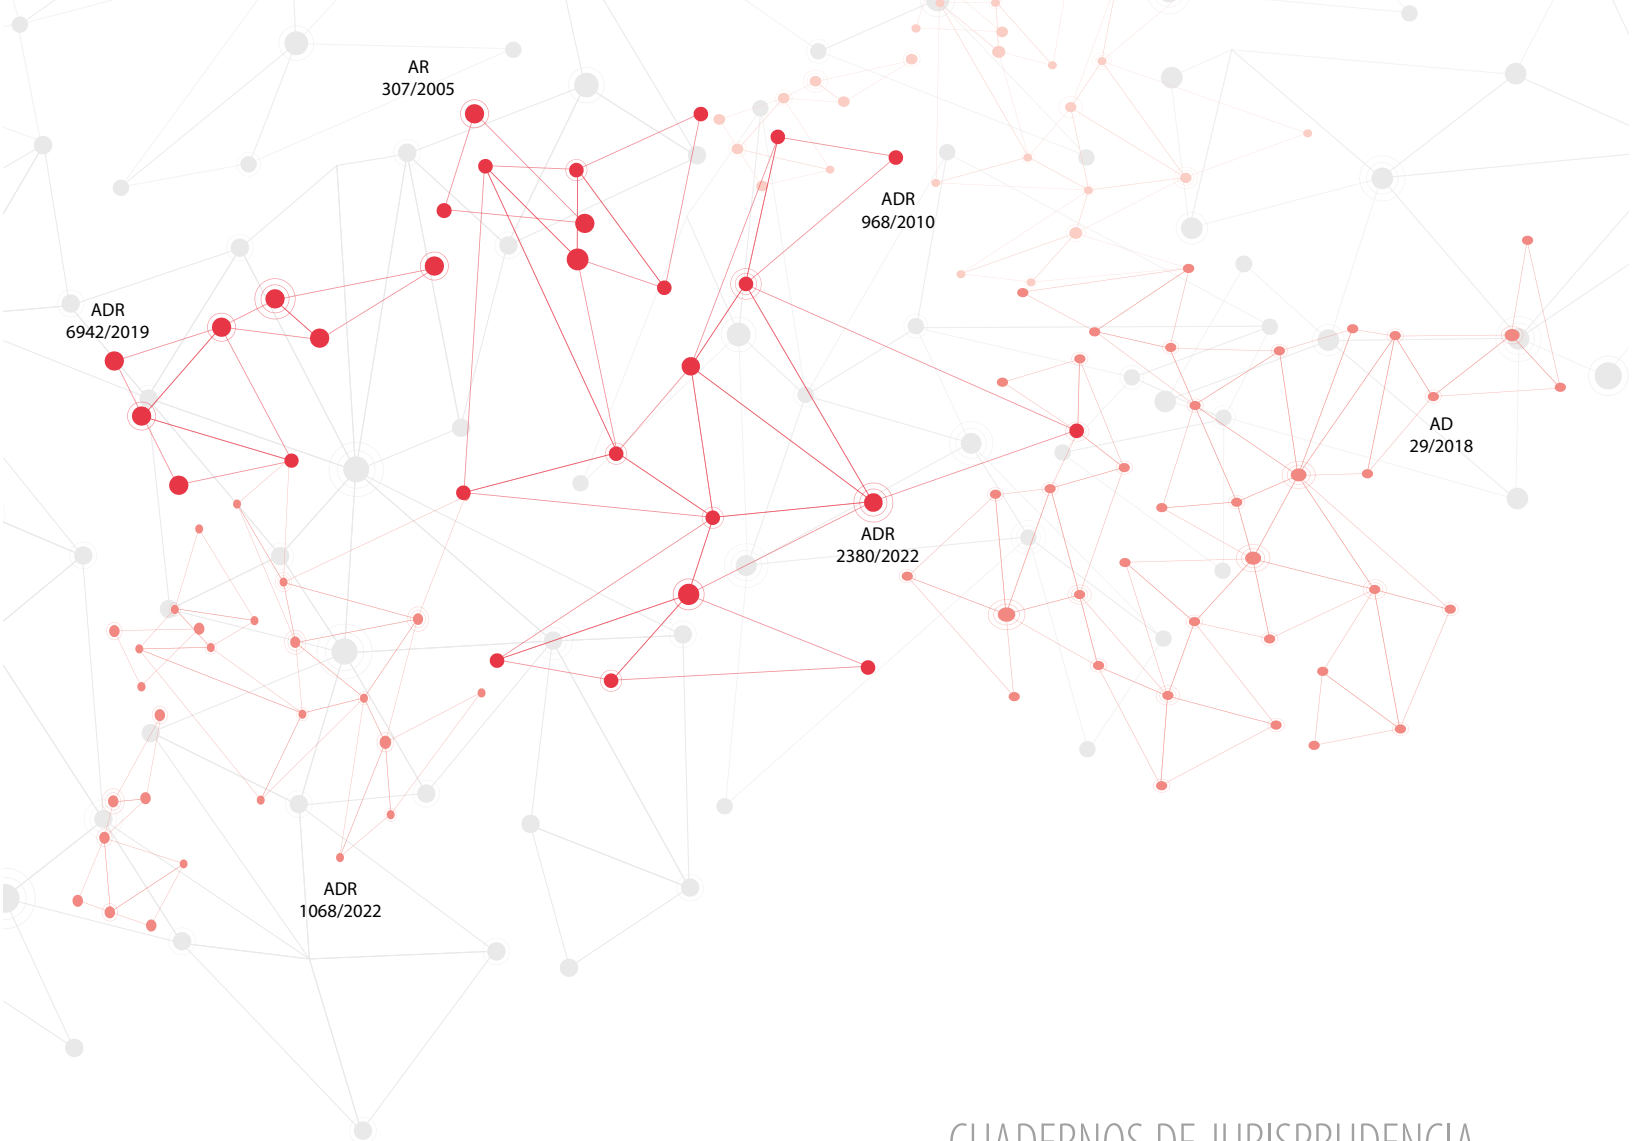 AR
307/2005
ADR
968/2010
ADR
6942/2019
AD
29/2018
ADR
2380/2022
ADR
1068/2022
CUADERNOS DE JURISPRUDENCIA